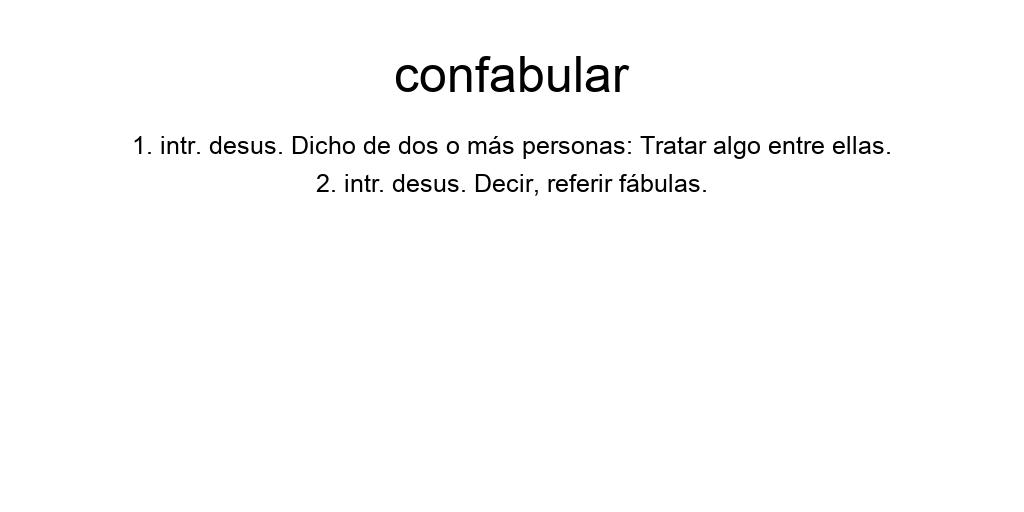 confabular
1. intr. desus. Dicho de dos o más personas: Tratar algo entre ellas.
2. intr. desus. Decir, referir fábulas.